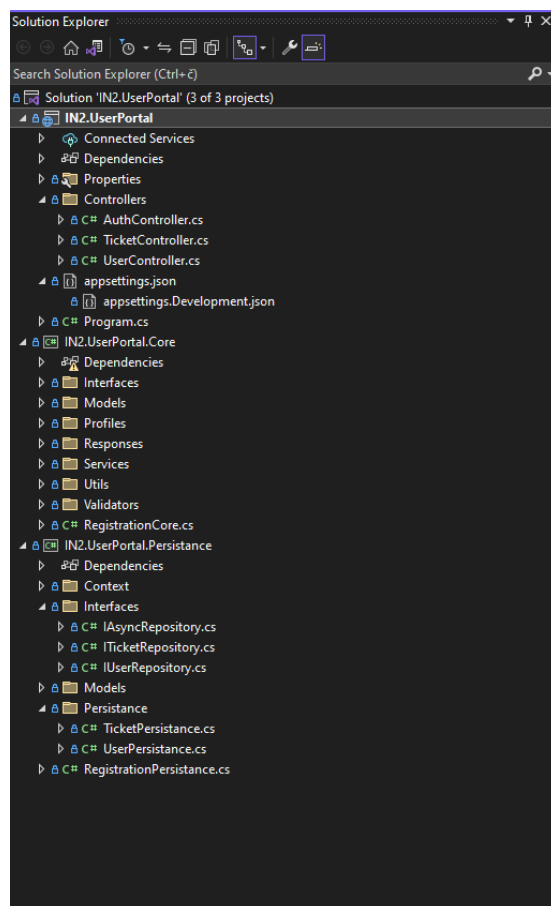 Solution Explorer
Search Solution Explorer (Ctrl+č)
Solution 'IN2.UserPortal' (3 of 3 projects)
IN2.UserPortal
Connected Services
Dependencies
Properties
Controllers
C# AuthController.cs
C# TicketController.cs
C# UserController.cs
appsettings.json
appsettings.Development.json
C# Program.cs
C# IN2.UserPortal.Core
Dependencies
Interfaces
Models
Profiles
Responses
Services
Utils
Validators
C# RegistrationCore.cs
C# IN2.UserPortal.Persistance
Dependencies
Context
Interfaces
C# IAsyncRepository.cs
C# ITicketRepository.cs
C# IUserRepository.cs
Models
Persistance
C# TicketPersistance.cs
C# UserPersistance.cs
C# RegistrationPersistance.cs